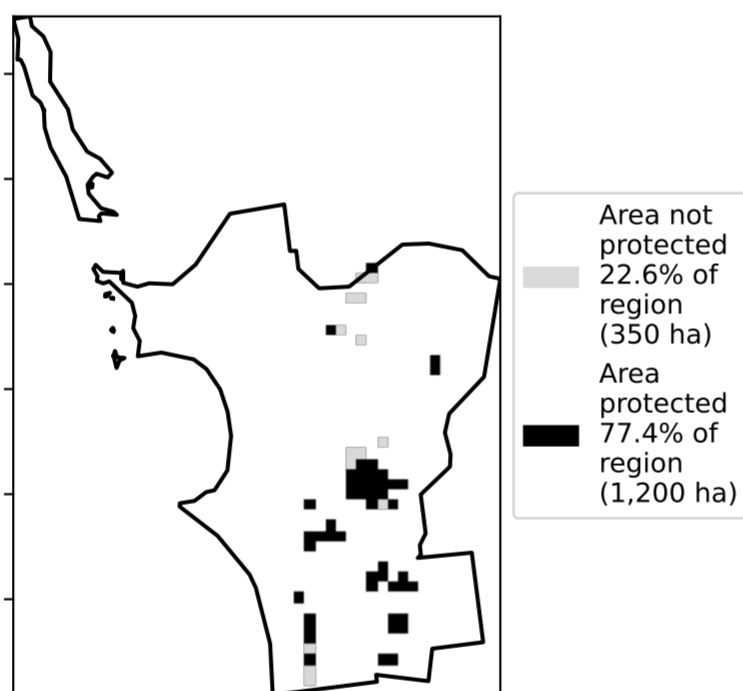 Area not
protected
22.6% of
region
(350 ha)
Area
protected
77.4% of
region
(1,200 ha)